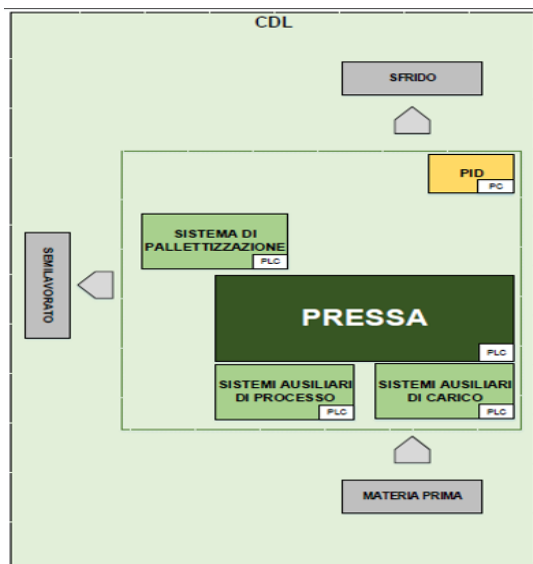 CDL
SFRIDO
PID
PC
SISTEMA DI
PALLETTIZZAZIONE
PLC
SEMILAVORATO
PRESSA
PLC
SISTEMI AUSILIARI
DI PROCESSO
PLC
SISTEMI AUSILIARI
DI CARICO
PLC
MATERIA PRIMA